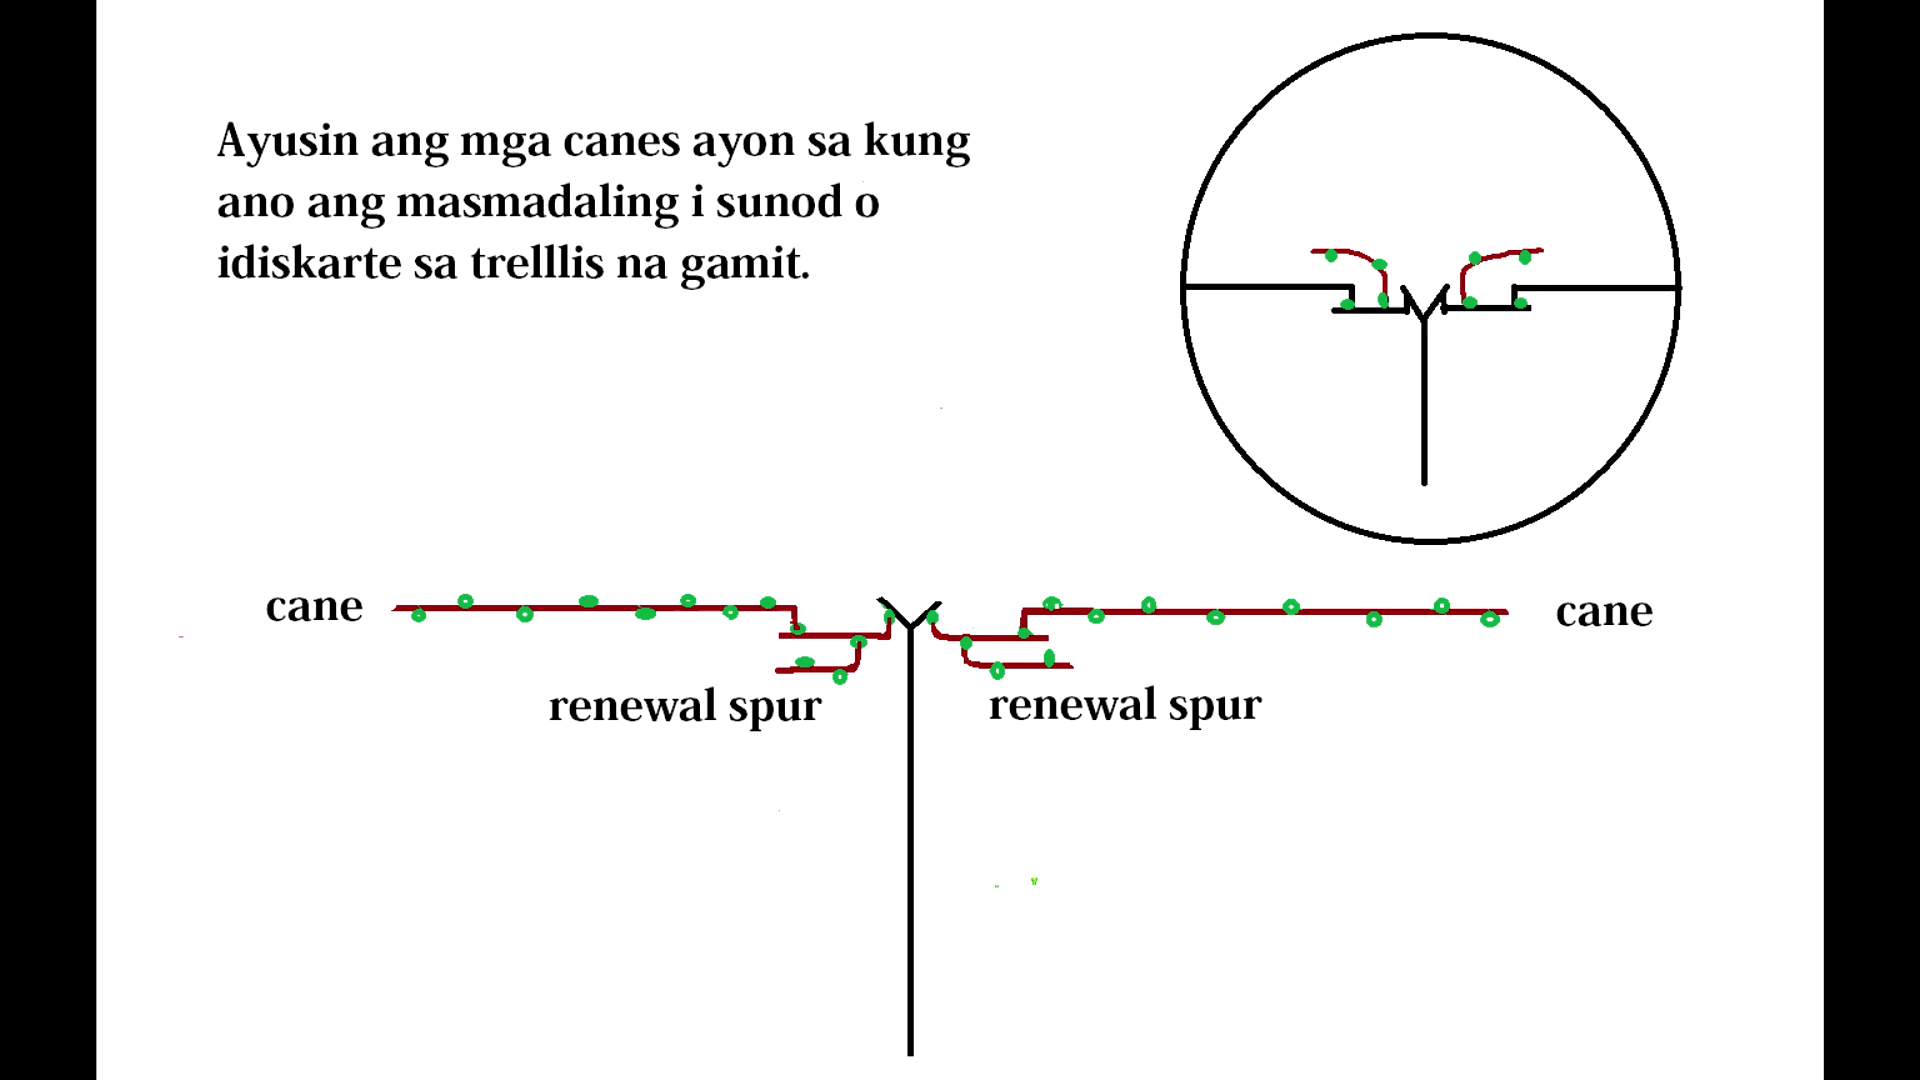 Ayusin ang mga canes ayon sa kung
ano ang masmadaling i sunod o
idiskarte sa trelllis na gamit.
cane
cane
renewal spur
renewal spur